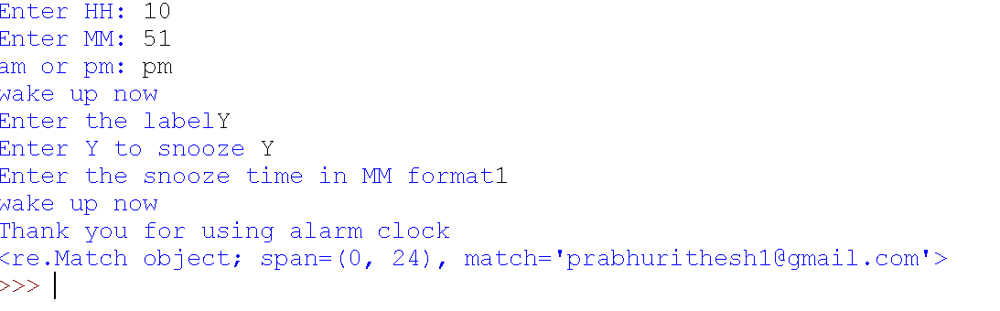 Enter HH: 10
Enter MM: 51
am or pm: pm
wake up now
Enter the labelY
Enter Y to snooze Y
Enter the snooze time in MM format1
wake up now
Thank you for using alarm clock
<re.Match object; span=(0, 24), match='prabhurithesh1@gmail.com'>
>>>